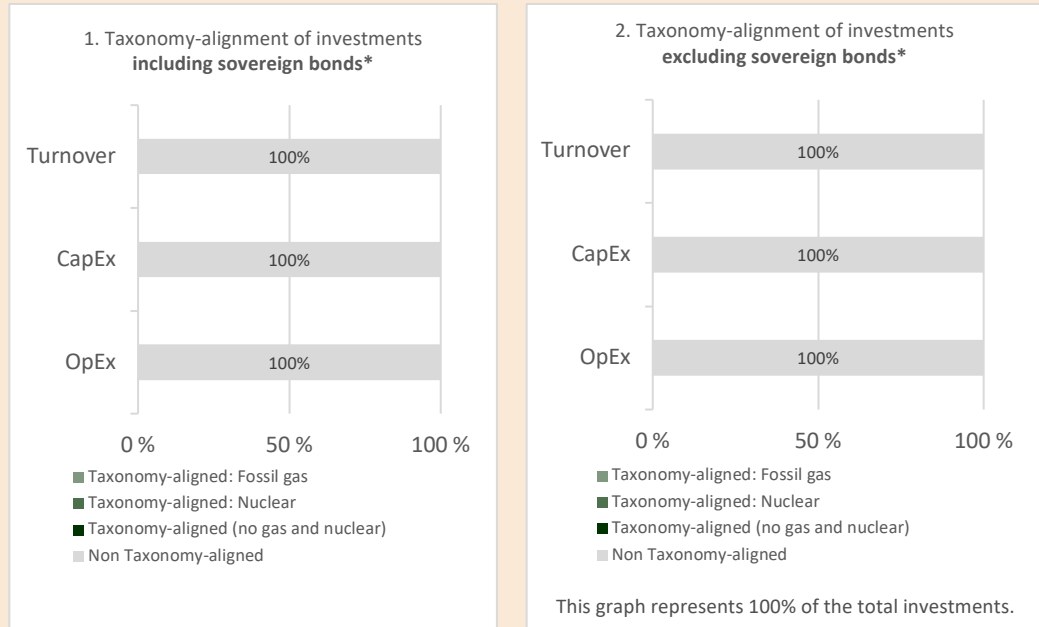 1. Taxonomy-alignment of investments
including sovereign bonds*
Turnover
100%
CapEx
100%
OpEx
100%
0 %
50 %
100 %
Taxonomy-aligned: Fossil gas
Taxonomy-aligned: Nuclear
Taxonomy-aligned (no gas and nuclear)
Non Taxonomy-aligned
2. Taxonomy-alignment of investments
excluding sovereign bonds*
Turnover
100%
CapEx
100%
OpEx
100%
0 %
50 %
100 %
Taxonomy-aligned: Fossil gas
Taxonomy-aligned: Nuclear
Taxonomy-aligned (no gas and nuclear)
Non Taxonomy-aligned
This graph represents 100% of the total investments.